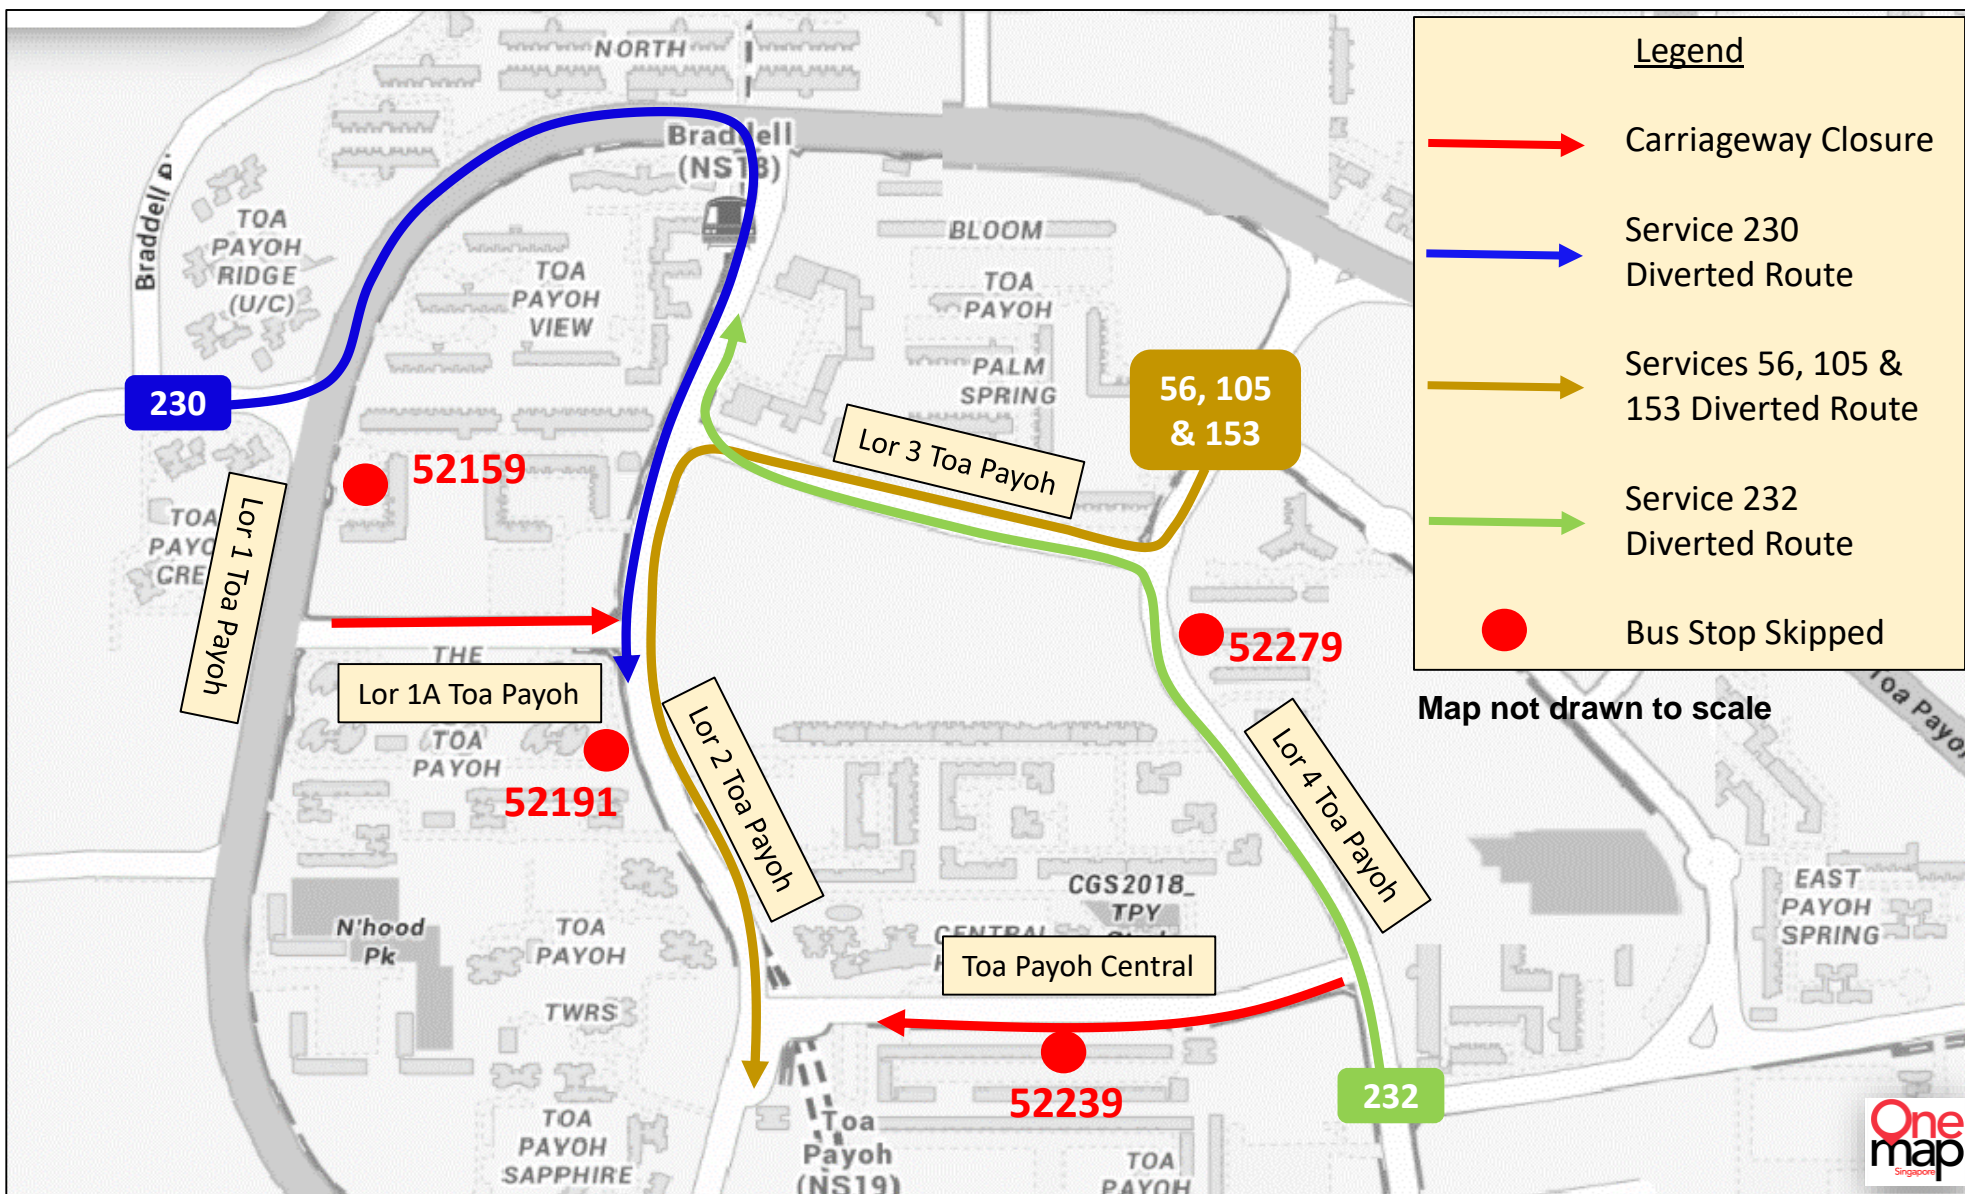 Legend
Carriageway Closure
Service 230
Diverted Route
Services 56, 105 &
153 Diverted Route
Service 232
Diverted Route
Bus Stop Skipped
Map not drawn to scale
NORTH
Braddell
(NS18)
Braddell
TOA
PAYOH
RIDGE
(U/C)
TOA
PAYOH
VIEW
BLOOM
TOA
PAYOH
PALM
SPRING
230
56, 105
& 153
Lor 3 Toa Payoh
52159
Lor 1 Toa Payoh
TOA
PAYO
CRE
52279
THE
Lor 1A Toa Payoh
TOA
PAYOH
52191
Lor 2 Toa Payoh
Lor 4 Toa Payoh
Toa Payoh
CGS2018_
TPY
CENTRAL
Toa Payoh Central
EAST
PAYOH
SPRING
N'hood
Pk
TOA
PAYOH
TWRS
52239
232
TOA
PAYOH
SAPPHIRE
Toa
Payoh
(NS19)
TOA
PAYOH
One
map
Singapore